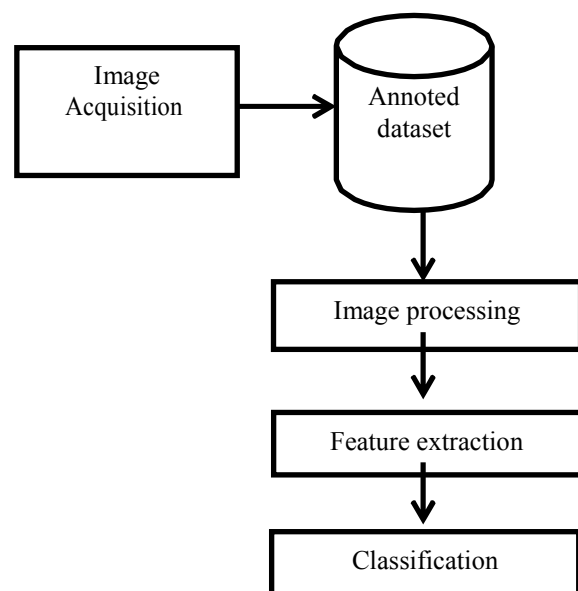 Image
Acquisition
Annoted
dataset
Image processing
Feature extraction
Classification